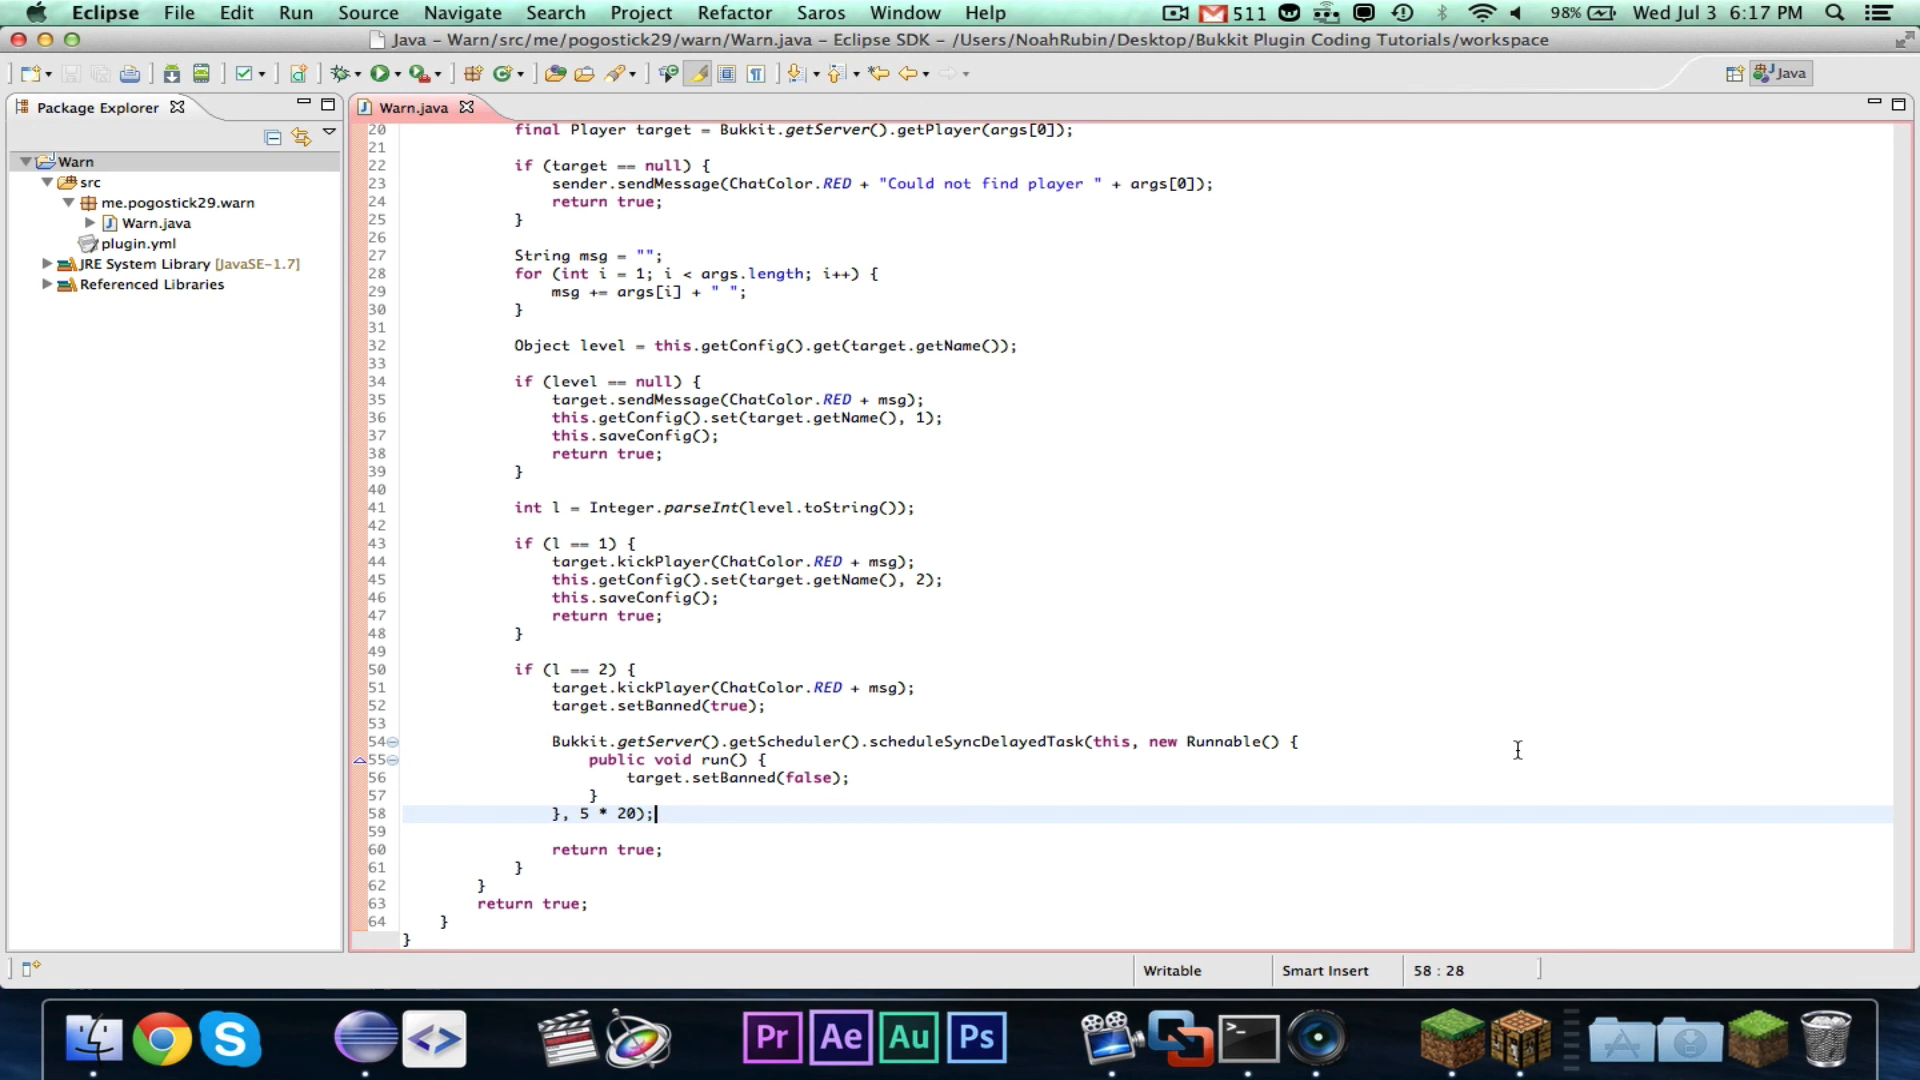 Eclipse File Edit Run Source Navigate Search Project Refactor Saros Window Help 511 98% Wed Jul 3 6:17 PM
Java – Warn/src/me/pogostick29/warn/Warn.java – Eclipse SDK – /Users/NoahRubin/Desktop/Bukkit Plugin Coding Tutorials/workspace
Java
Package Explorer
Warn
src
me.pogostick29.warn
Warn.java
plugin.yml
JRE System Library [JavaSE-1.7]
Referenced Libraries
Warn.java
20 final Player target = Bukkit.getServer().getPlayer(args[0]);
21
22 if (target == null) {
23 sender.sendMessage(ChatColor.RED + "Could not find player " + args[0]);
24 return true;
25 }
26
27 String msg = "";
28 for (int i = 1; i < args.length; i++) {
29 msg += args[i] + " ";
30 }
31
32 Object level = this.getConfig().get(target.getName());
33
34 if (level == null) {
35 target.sendMessage(ChatColor.RED + msg);
36 this.getConfig().set(target.getName(), 1);
37 this.saveConfig();
38 return true;
39 }
40
41 int l = Integer.parseInt(level.toString());
42
43 if (l == 1) {
44 target.kickPlayer(ChatColor.RED + msg);
45 this.getConfig().set(target.getName(), 2);
46 this.saveConfig();
47 return true;
48 }
49
50 if (l == 2) {
51 target.kickPlayer(ChatColor.RED + msg);
52 target.setBanned(true);
53
54 Bukkit.getServer().getScheduler().scheduleSyncDelayedTask(this, new Runnable() {
55 public void run() {
56 target.setBanned(false);
57 }
58 }, 5 * 20);
59
60 return true;
61 }
62 }
63 return true;
64 }
}
Writable Smart Insert 58 : 28
Pr Ae Au Ps